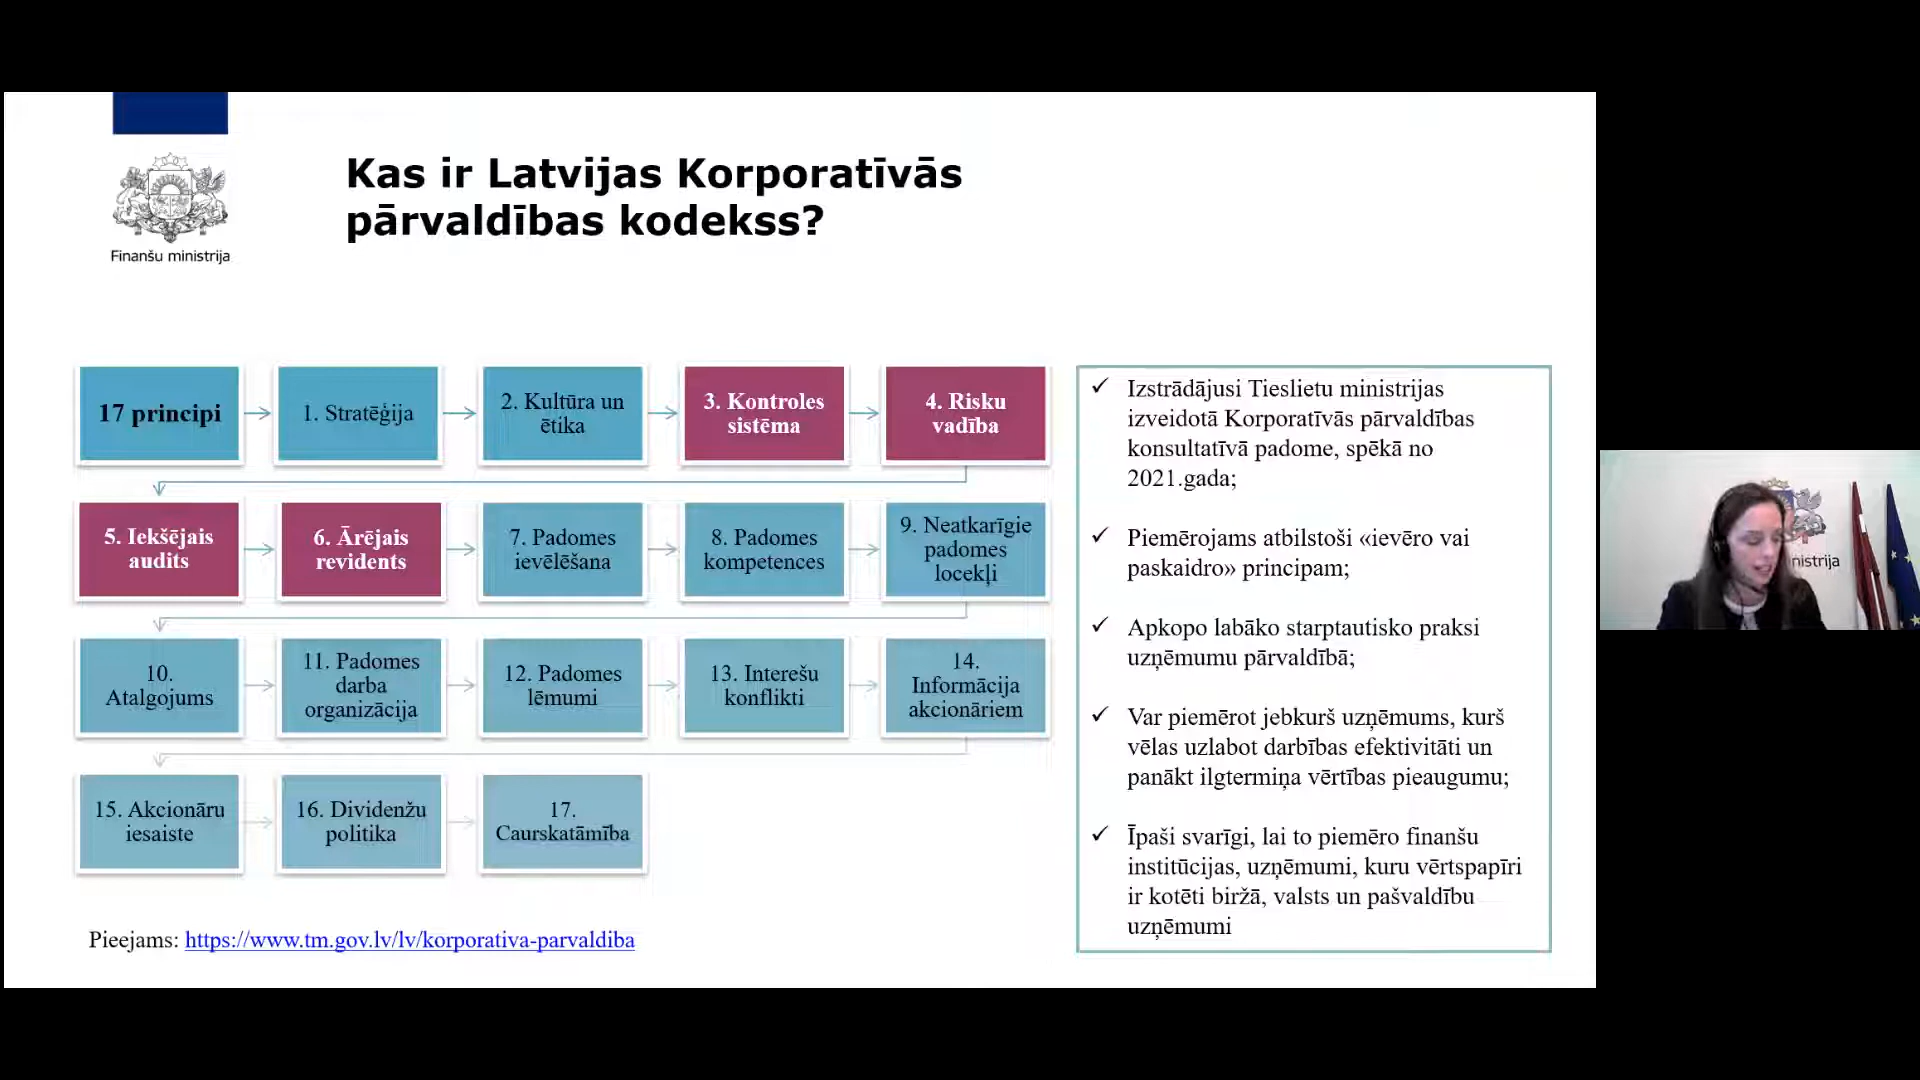 Finanšu ministrija
Kas ir Latvijas Korporatīvās
pārvaldības kodekss?
17 principi
1. Stratēģija
2. Kultūra un
ētika
3. Kontroles
sistēma
4. Risku
vadība
5. Iekšējais
audits
6. Ārējais
revidents
7. Padomes
ievēlēšana
8. Padomes
kompetences
9. Neatkarīgie
padomes
locekļi
10.
Atalgojums
11. Padomes
darba
organizācija
12. Padomes
lēmumi
13. Interešu
konflikti
14.
Informācija
akcionāriem
15. Akcionāru
iesaiste
16. Dividenžu
politika
17.
Caurskatāmība
Pieejams: https://www.tm.gov.lv/lv/korporativa-parvaldiba
✓ Izstrādājusi Tieslietu ministrijas
izveidotā Korporatīvās pārvaldības
konsultatīvā padome, spēkā no
2021.gada;
✓ Piemērojams atbilstoši «ievēro vai
paskaidro» principam;
✓ Apkopo labāko starptautisko praksi
uzņēmumu pārvaldībā;
✓ Var piemērot jebkurš uzņēmums, kurš
vēlas uzlabot darbības efektivitāti un
panākt ilgtermiņa vērtības pieaugumu;
✓ Īpaši svarīgi, lai to piemēro finanšu
institūcijas, uzņēmumi, kuru vērtspapīri
ir kotēti biržā, valsts un pašvaldību
uzņēmumi
nistrija